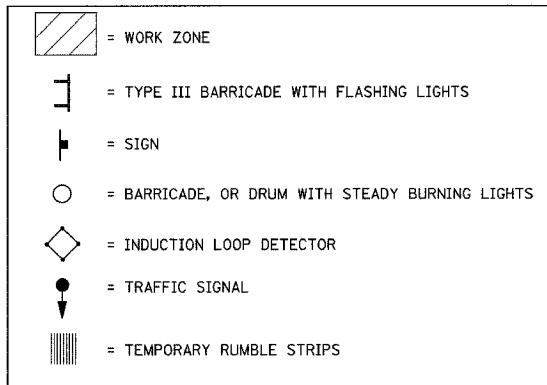 = WORK ZONE
= TYPE III BARRICADE WITH FLASHING LIGHTS
= SIGN
= BARRICADE, OR DRUM WITH STEADY BURNING LIGHTS
= INDUCTION LOOP DETECTOR
= TRAFFIC SIGNAL
= TEMPORARY RUMBLE STRIPS